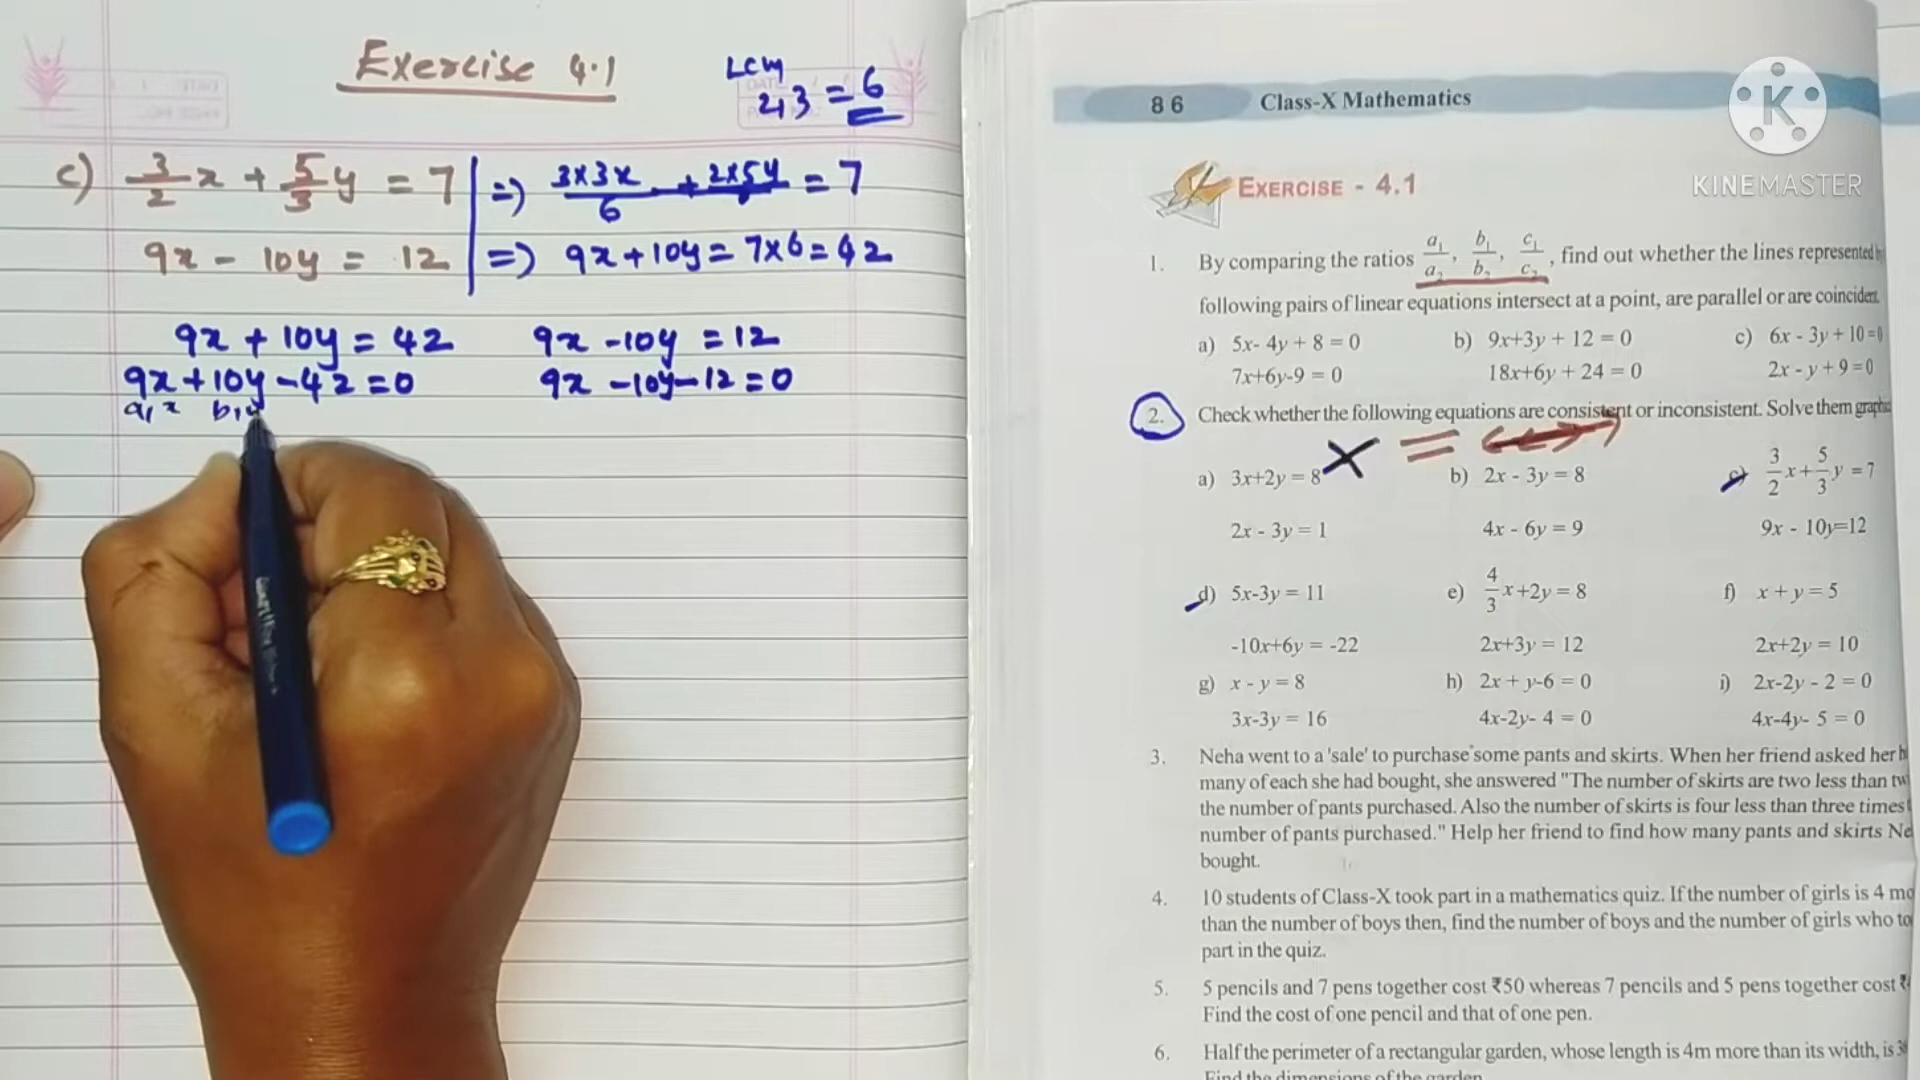 Exercise 4.1
LCM
2,3 = 6
c) 3/2 x + 5/3 y = 7 => 3×3x + 2×5y / 6 = 7
9x - 10y = 12 => 9x + 10y = 7×6 = 42
9x + 10y = 42 9x - 10y = 12
9x + 10y - 42 = 0 9x - 10y - 12 = 0
a₁x b₁y
86 Class-X Mathematics
K
KINEMASTER
EXERCISE - 4.1
1. By comparing the ratios a₁/a₂, b₁/b₂, c₁/c₂, find out whether the lines represented
following pairs of linear equations intersect at a point, are parallel or are coincident.
a) 5x- 4y + 8 = 0 b) 9x+3y + 12 = 0 c) 6x - 3y + 10 = 0
7x+6y-9 = 0 18x+6y + 24 = 0 2x - y + 9 = 0
2. Check whether the following equations are consistent or inconsistent. Solve them
a) 3x+2y = 8 b) 2x - 3y = 8 c) 3/2 x + 5/3 y = 7
2x - 3y = 1 4x - 6y = 9 9x - 10y=12
d) 5x-3y = 11 e) 4/3 x+2y = 8 f) x + y = 5
-10x+6y = -22 2x+3y = 12 2x+2y = 10
g) x - y = 8 h) 2x + y-6 = 0 i) 2x-2y - 2 = 0
3x-3y = 16 4x-2y- 4 = 0 4x-4y- 5 = 0
3. Neha went to a 'sale' to purchase some pants and skirts. When her friend asked her
many of each she had bought, she answered "The number of skirts are two less than
the number of pants purchased. Also the number of skirts is four less than three times
number of pants purchased." Help her friend to find how many pants and skirts
bought.
4. 10 students of Class-X took part in a mathematics quiz. If the number of girls is 4
than the number of boys then, find the number of boys and the number of girls who
part in the quiz.
5. 5 pencils and 7 pens together cost ₹50 whereas 7 pencils and 5 pens together cost
Find the cost of one pencil and that of one pen.
6. Half the perimeter of a rectangular garden, whose length is 4m more than its width, is
Find the dimensions of the garden